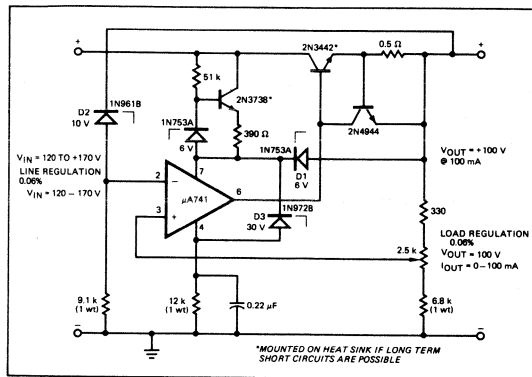 2N3442*
0.5 Ω
+
+
51 k
2N3738*
1N961B
D2
10 V
1N753A
6 V
390 Ω
2N4944
1N753A
D1
6 V
VIN = 120 TO +170 V
LINE REGULATION
0.06%
VIN = 120 – 170 V
VOUT = +100 V
@ 100 mA
2
–
7
μA741
6
3
+
4
1N972B
D3
30 V
330
2.5 k
LOAD REGULATION
0.06%
VOUT = 100 V
IOUT = 0–100 mA
9.1 k
(1 wt)
12 k
(1 wt)
0.22 μF
6.8 k
(1 wt)
–
–
*MOUNTED ON HEAT SINK IF LONG TERM
SHORT CIRCUITS ARE POSSIBLE